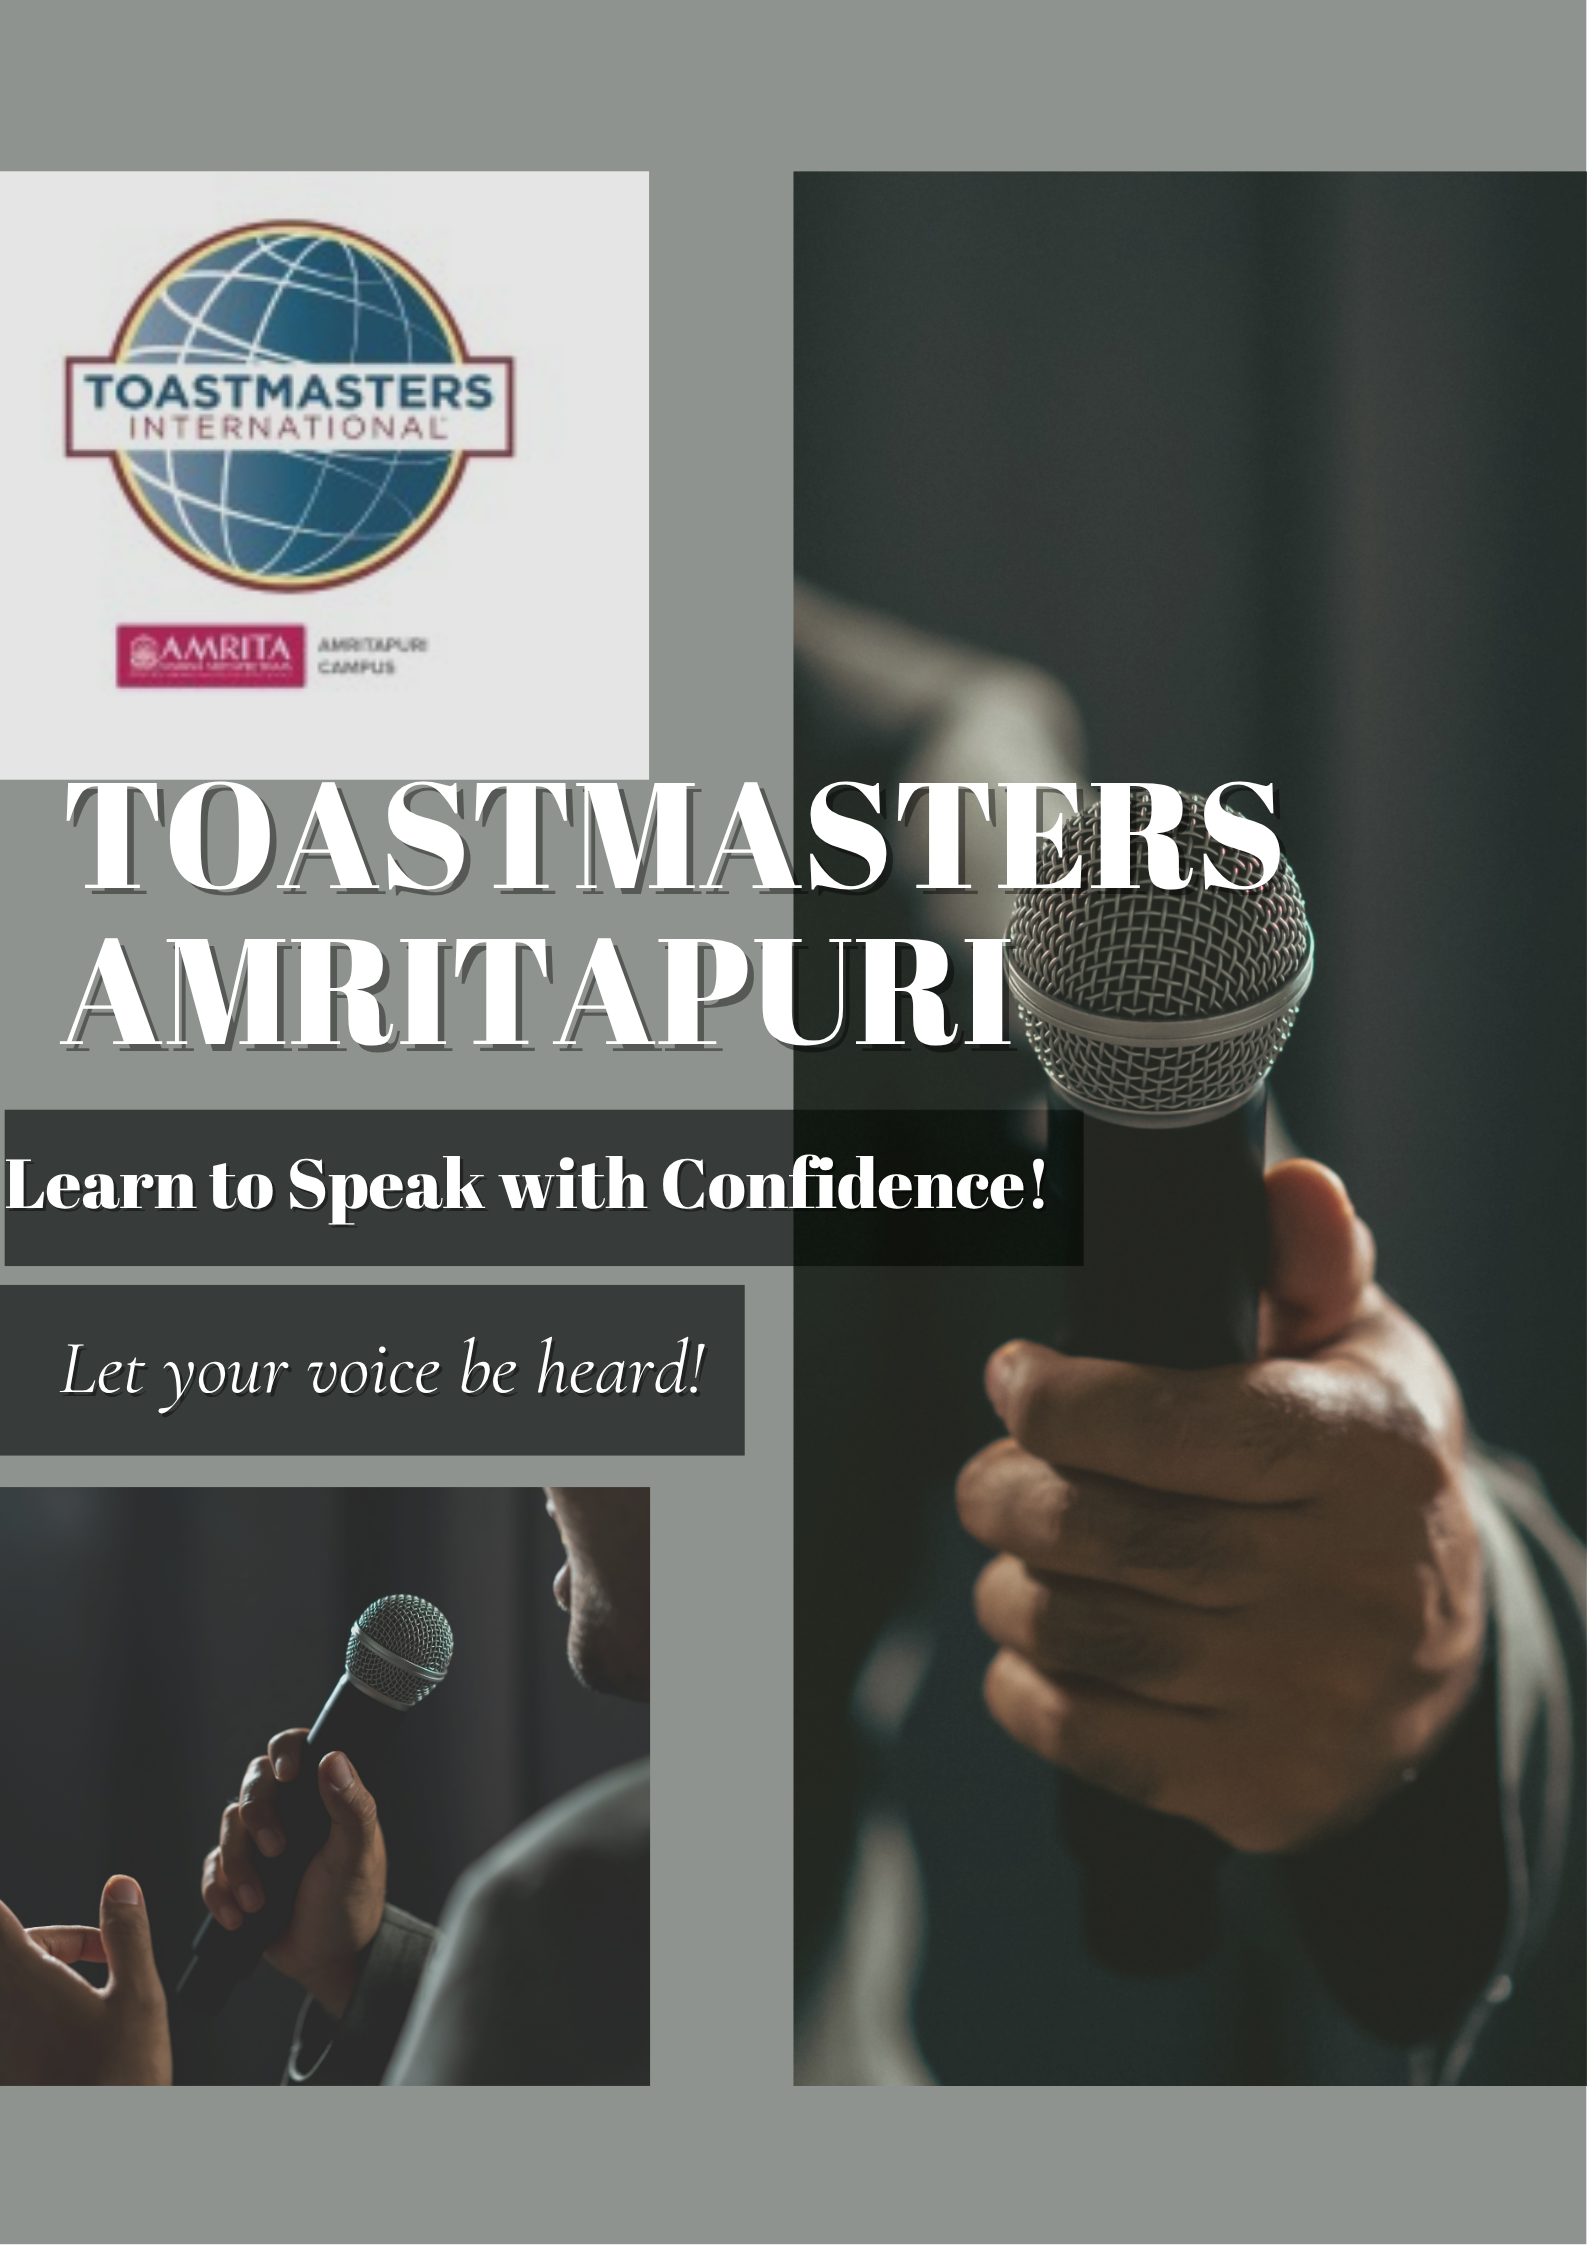 TOASTMASTERS
INTERNATIONAL
AMRITA
AMRITAPURI
CAMPUS
TOASTMASTERS
AMRITAPURI
Learn to Speak with Confidence!
Let your voice be heard!